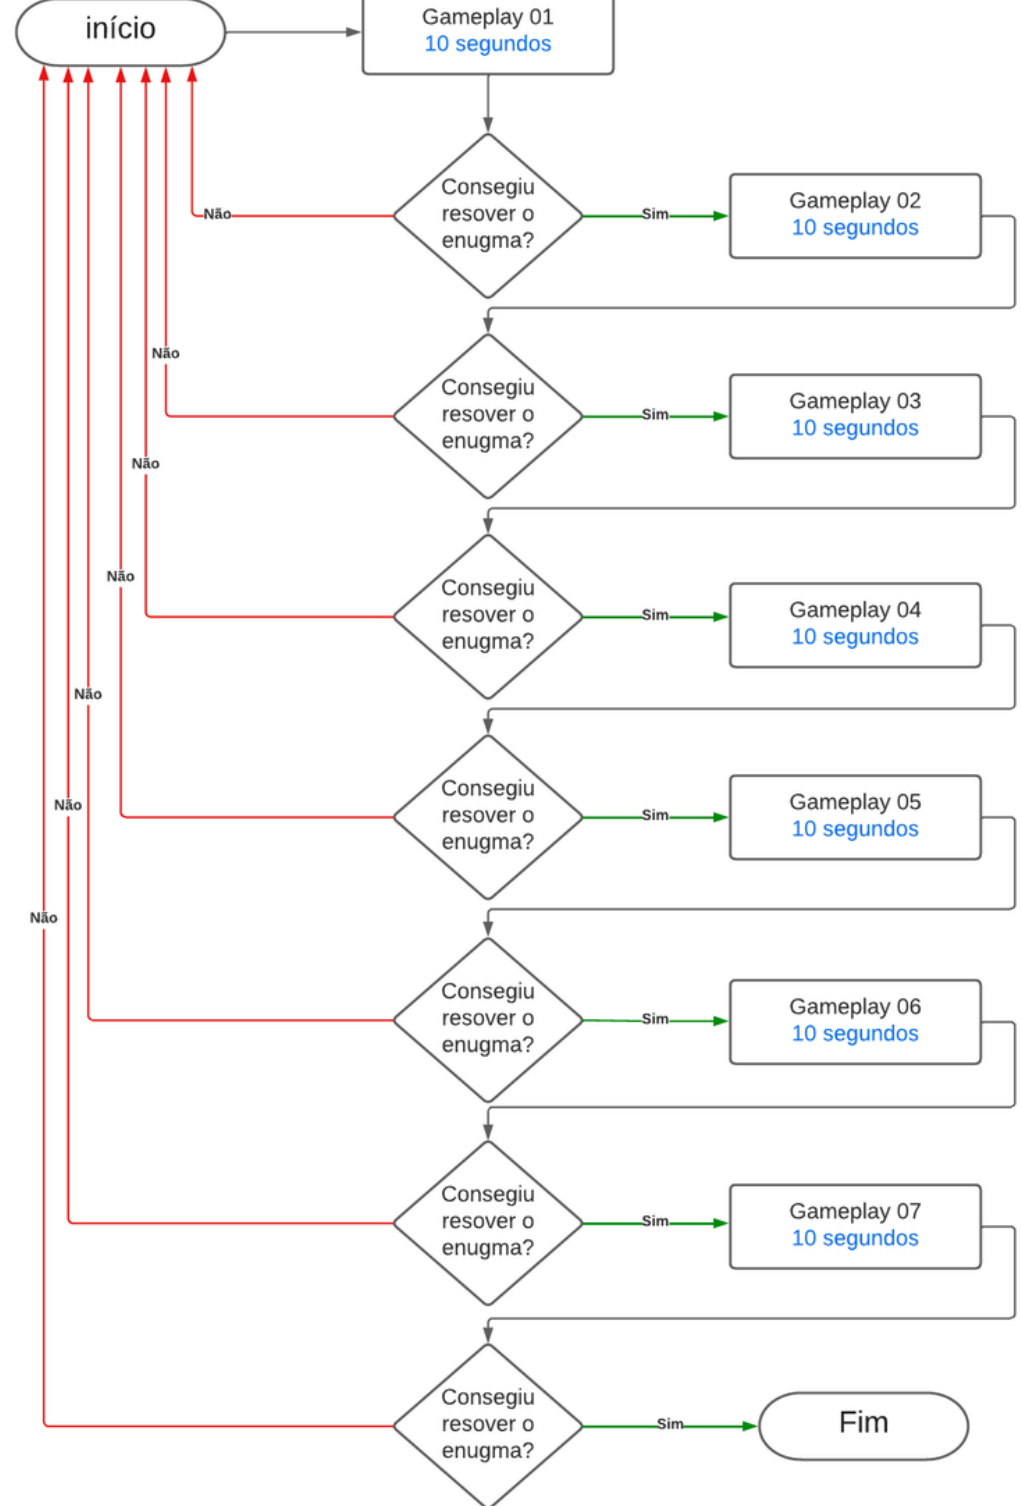 início
Gameplay 01
10 segundos
Consegiu
resover o
enugma?
Não
Sim
Gameplay 02
10 segundos
Consegiu
resover o
enugma?
Não
Sim
Gameplay 03
10 segundos
Consegiu
resover o
enugma?
Não
Sim
Gameplay 04
10 segundos
Consegiu
resover o
enugma?
Não
Sim
Gameplay 05
10 segundos
Consegiu
resover o
enugma?
Não
Sim
Gameplay 06
10 segundos
Consegiu
resover o
enugma?
Não
Sim
Gameplay 07
10 segundos
Consegiu
resover o
enugma?
Não
Sim
Fim